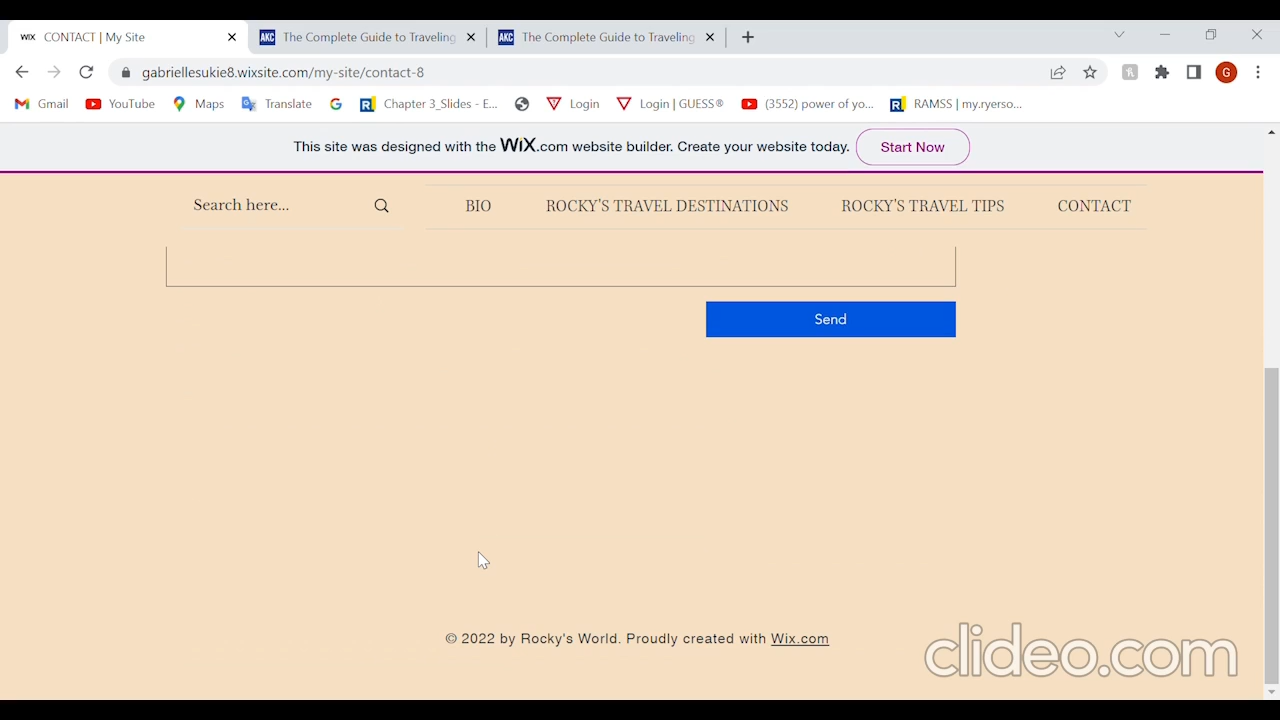 WIX CONTACT | My Site
AKC The Complete Guide to Traveling
AKC The Complete Guide to Traveling
gabriellesukie8.wixsite.com/my-site/contact-8
G
Gmail YouTube Maps Translate Chapter 3_Slides - E... Login Login | GUESS® (3552) power of yo... RAMSS | my.ryerso...
This site was designed with the WiX.com website builder. Create your website today. Start Now
Search here... BIO ROCKY'S TRAVEL DESTINATIONS ROCKY'S TRAVEL TIPS CONTACT
Send
© 2022 by Rocky's World. Proudly created with Wix.com
clideo.com